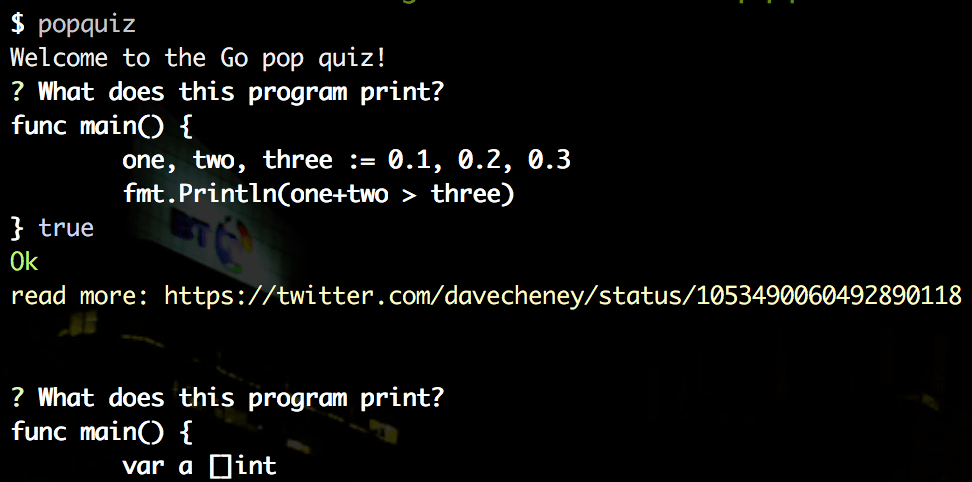 $ popquiz
Welcome to the Go pop quiz!
? What does this program print?
func main() {
        one, two, three := 0.1, 0.2, 0.3
        fmt.Println(one+two > three)
} true
BT
Ok
read more: https://twitter.com/davecheney/status/1053490060492890118
? What does this program print?
func main() {
        var a []int